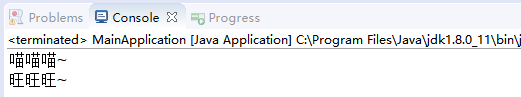 Problems Console Progress
<terminated> MainApplication [Java Application] C:\Program Files\Java\jdk1.8.0_11\bin\j
喵喵喵~
旺旺旺~